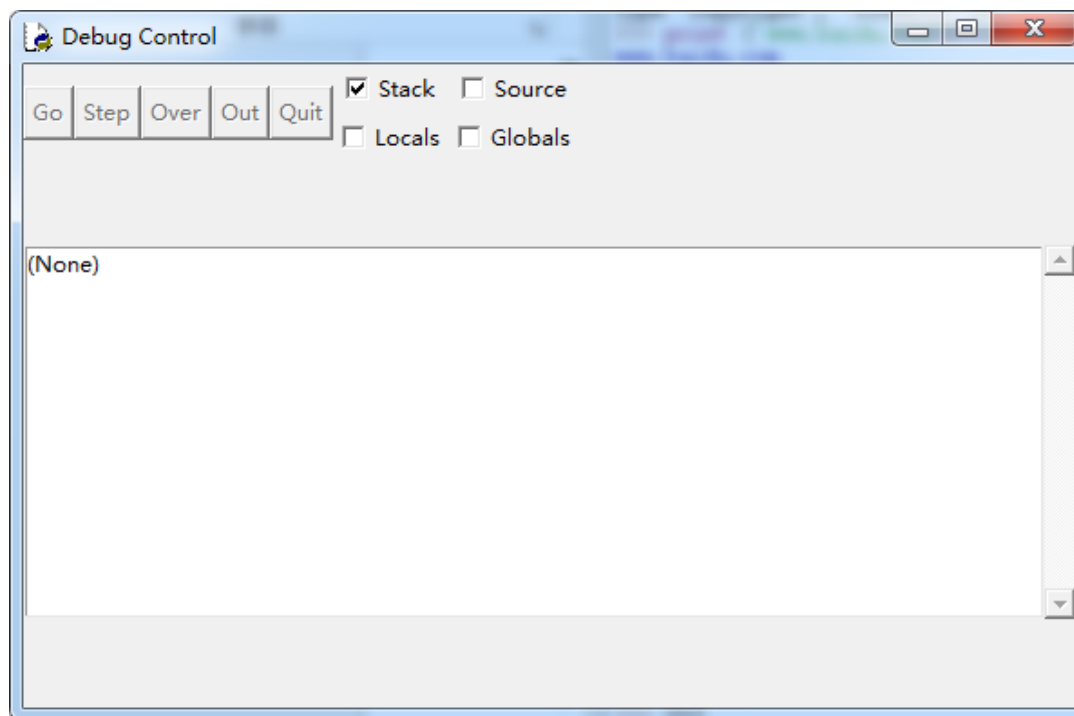 Debug Control
Go Step Over Out Quit
Stack Source
Locals Globals
(None)